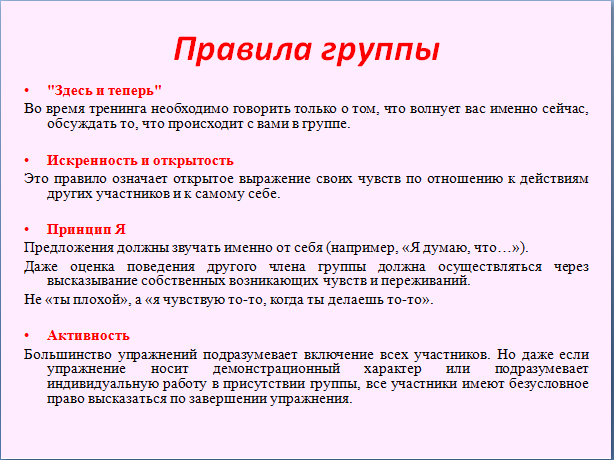 Правила группы
• "Здесь и теперь"
Во время тренинга необходимо говорить только о том, что волнует вас именно сейчас,
обсуждать то, что происходит с вами в группе.
• Искренность и открытость
Это правило означает открытое выражение своих чувств по отношению к действиям
других участников и к самому себе.
• Принцип Я
Предложения должны звучать именно от себя (например, «Я думаю, что…»).
Даже оценка поведения другого члена группы должна осуществляться через
высказывание собственных возникающих чувств и переживаний.
Не «ты плохой», а «я чувствую то-то, когда ты делаешь то-то».
• Активность
Большинство упражнений подразумевает включение всех участников. Но даже если
упражнение носит демонстрационный характер или подразумевает
индивидуальную работу в присутствии группы, все участники имеют безусловное
право высказаться по завершении упражнения.